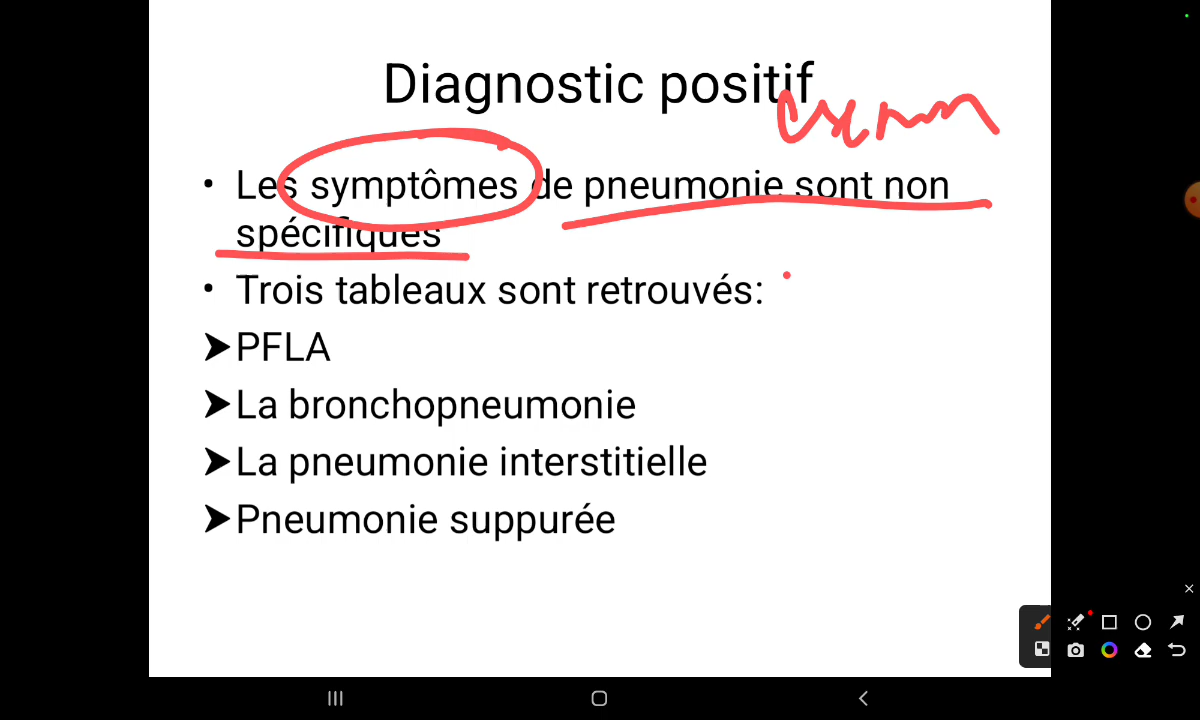 Diagnostic positif
• Les symptômes de pneumonie sont non
spécifiques
• Trois tableaux sont retrouvés:
➤PFLA
➤La bronchopneumonie
➤La pneumonie interstitielle
➤Pneumonie suppurée